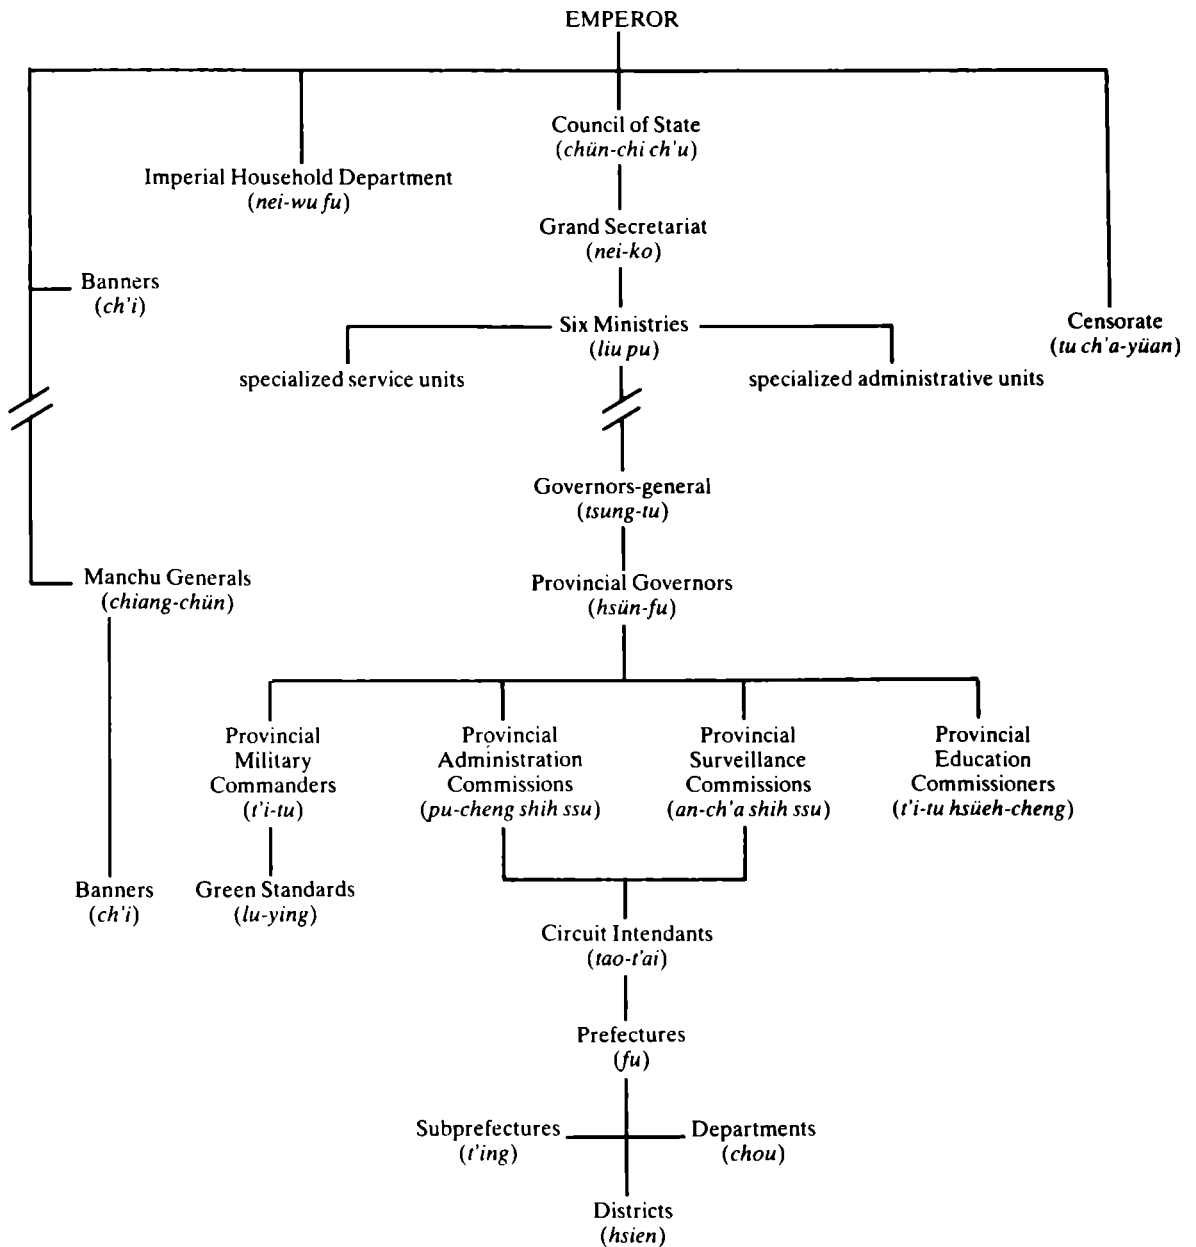 EMPEROR
Council of State
(chün-chi ch'u)
Imperial Household Department
(nei-wu fu)
Grand Secretariat
(nei-ko)
Banners
(ch'i)
Six Ministries
(liu pu)
Censorate
(tu ch'a-yüan)
specialized service units
specialized administrative units
Governors-general
(tsung-tu)
Manchu Generals
(chiang-chün)
Provincial Governors
(hsün-fu)
Provincial
Military
Commanders
(t'i-tu)
Provincial
Administration
Commissions
(pu-cheng shih ssu)
Provincial
Surveillance
Commissions
(an-ch'a shih ssu)
Provincial
Education
Commissioners
(t'i-tu hsüeh-cheng)
Banners
(ch'i)
Green Standards
(lu-ying)
Circuit Intendants
(tao-t'ai)
Prefectures
(fu)
Subprefectures
(t'ing)
Departments
(chou)
Districts
(hsien)